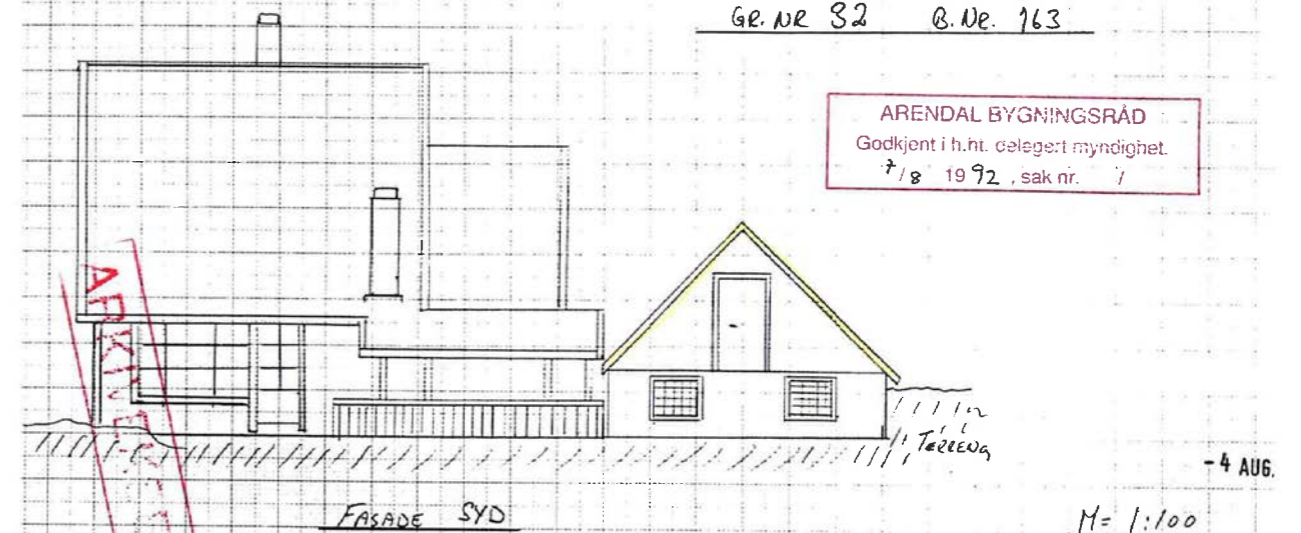 GR. NR 32 B. NR. 163
ARENDAL BYGNINGSRÅD
Godkjent i h.ht. delegert myndighet.
7/8 1992, sak nr. /
TERRENG
- 4 AUG.
FASADE SYD
M= 1:100